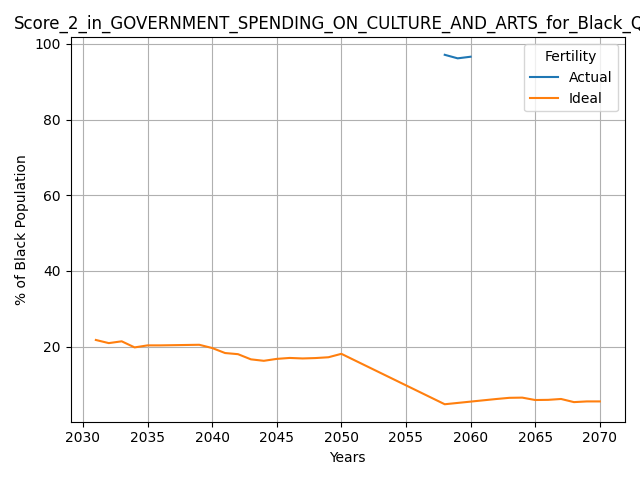 Score_2_in_GOVERNMENT_SPENDING_ON_CULTURE_AND_ARTS_for_Black_Q
Fertility
Actual
Ideal
100
80
60
40
20
% of Black Population
2030 2035 2040 2045 2050 2055 2060 2065 2070
Years